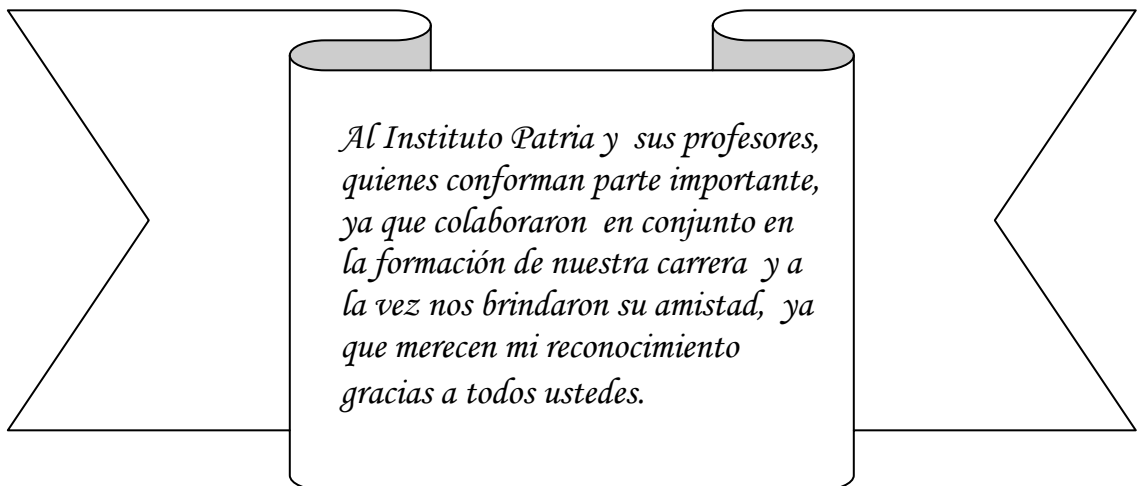 Al Instituto Patria y sus profesores,
quienes conforman parte importante,
ya que colaboraron en conjunto en
la formación de nuestra carrera y a
la vez nos brindaron su amistad, ya
que merecen mi reconocimiento
gracias a todos ustedes.